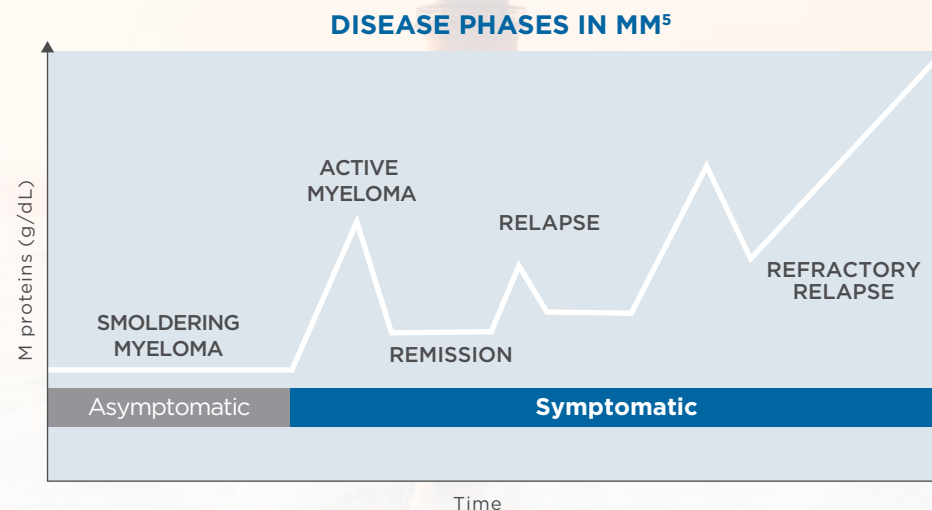 DISEASE PHASES IN MM⁵
M proteins (g/dL)
ACTIVE
MYELOMA
RELAPSE
REFRACTORY
RELAPSE
SMOLDERING
MYELOMA
REMISSION
Asymptomatic
Symptomatic
Time